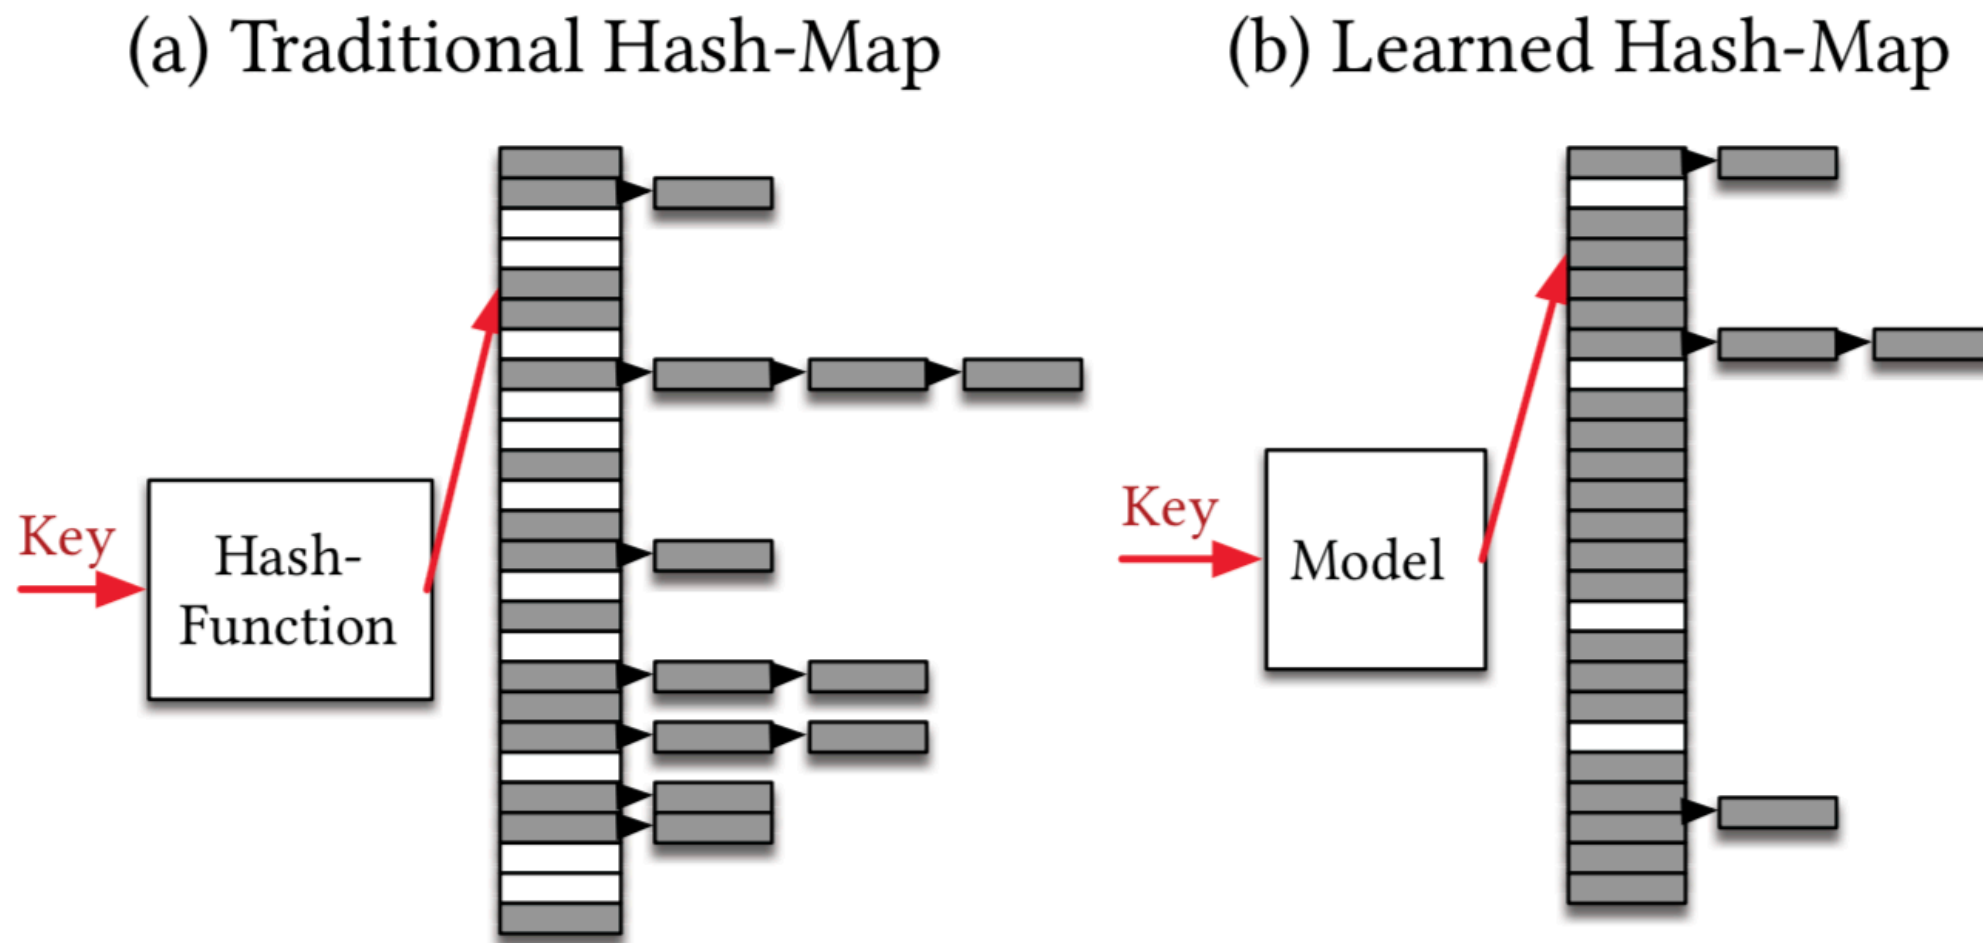 (a) Traditional Hash-Map
(b) Learned Hash-Map
Key
Hash-
Function
Key
Model